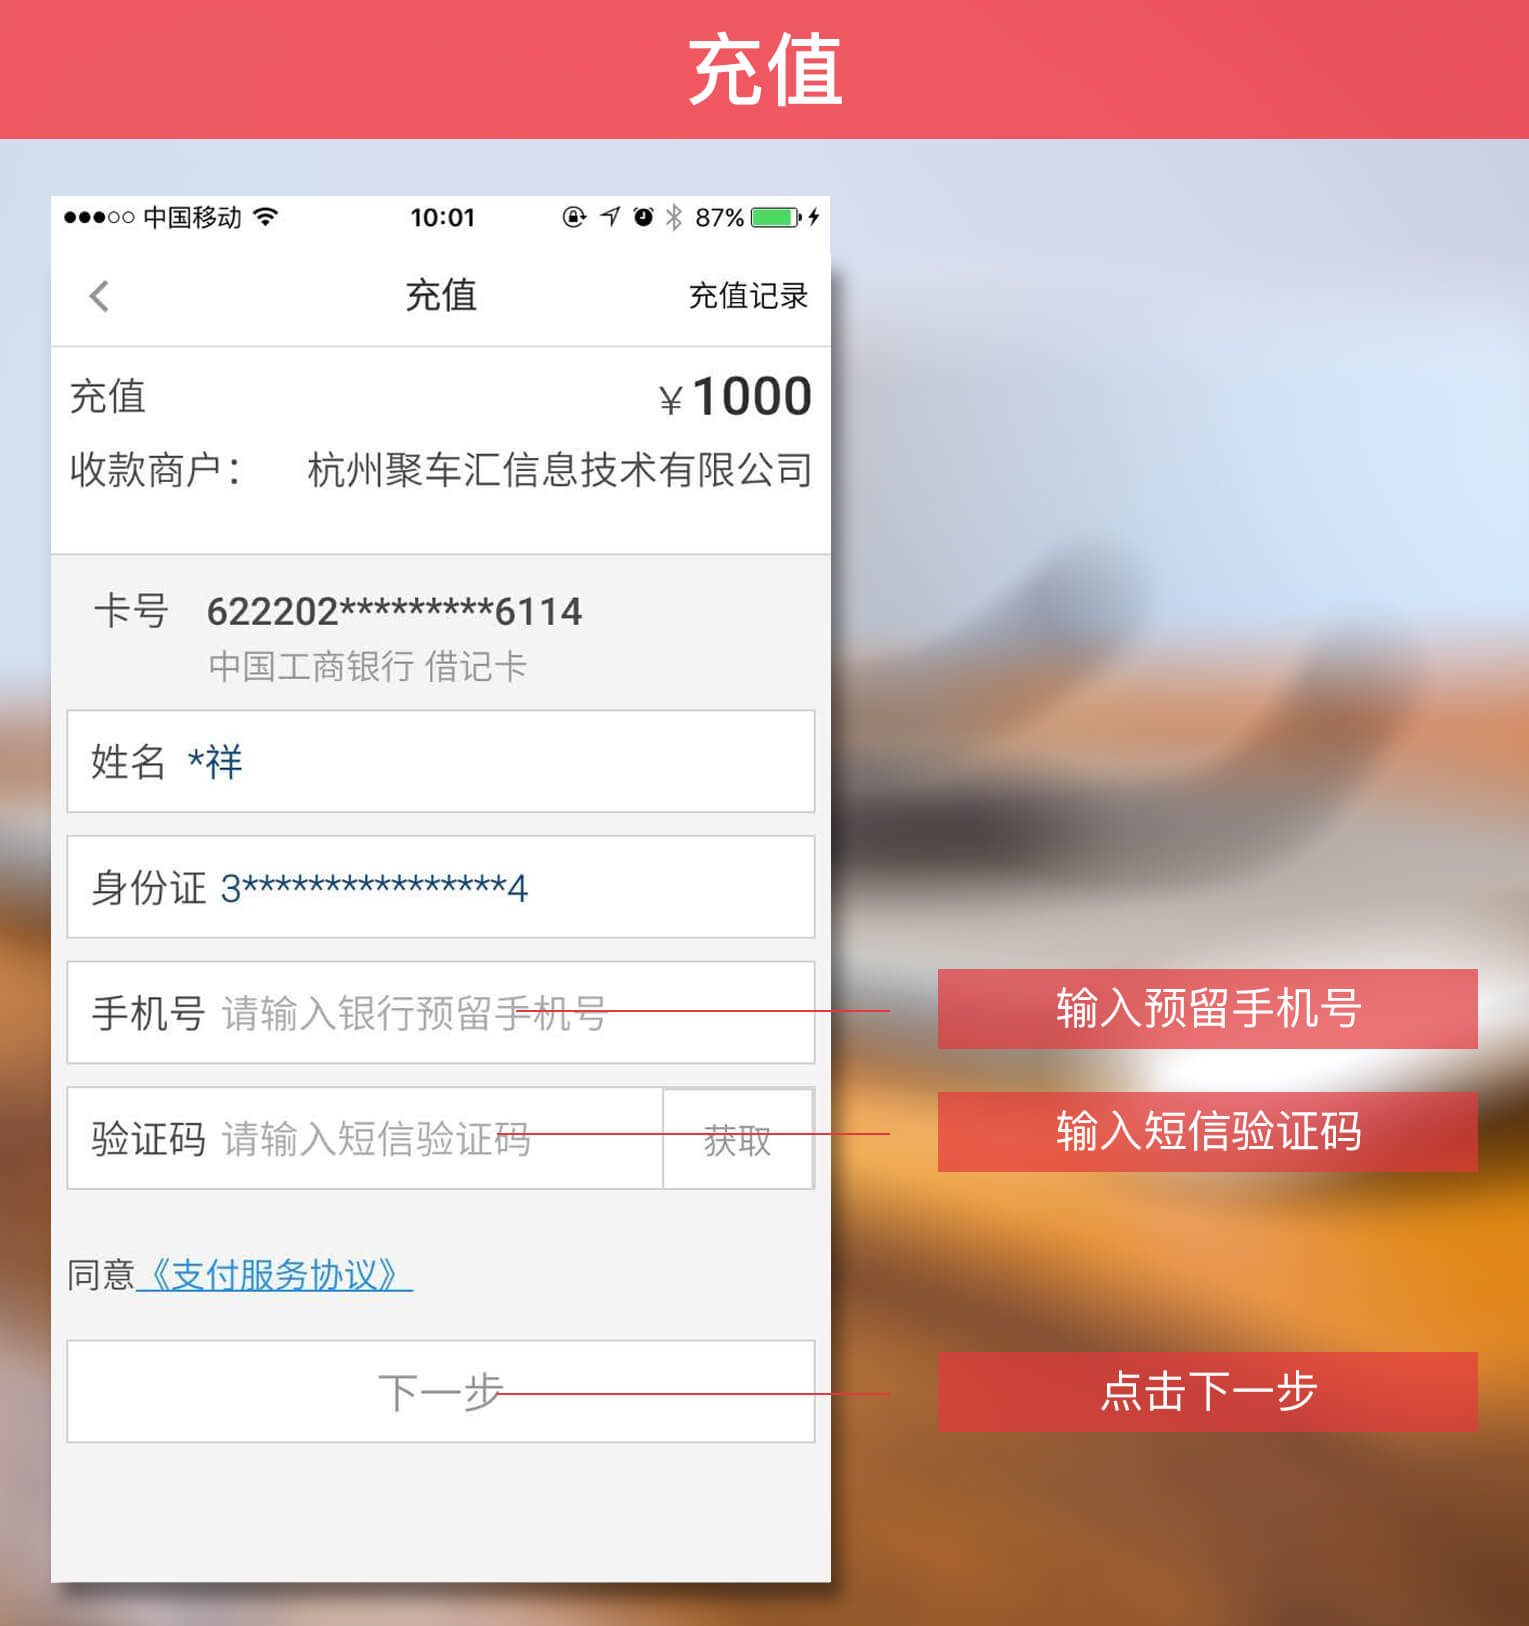 充值
中国移动 10:01 87%
充值 充值记录
充值 ¥1000
收款商户： 杭州聚车汇信息技术有限公司
卡号 622202*********6114
中国工商银行 借记卡
姓名 *祥
身份证 3****************4
手机号 请输入银行预留手机号
输入预留手机号
验证码 请输入短信验证码 获取
输入短信验证码
同意《支付服务协议》
下一步
点击下一步